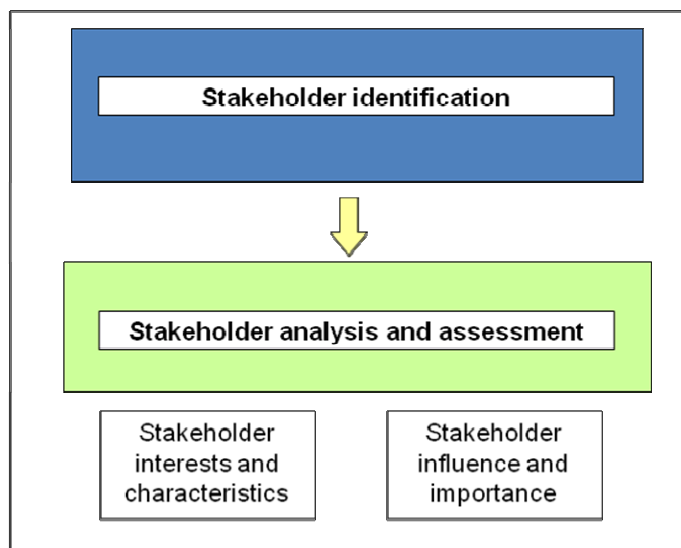 Stakeholder identification
Stakeholder analysis and assessment
Stakeholder
interests and
characteristics
Stakeholder
influence and
importance